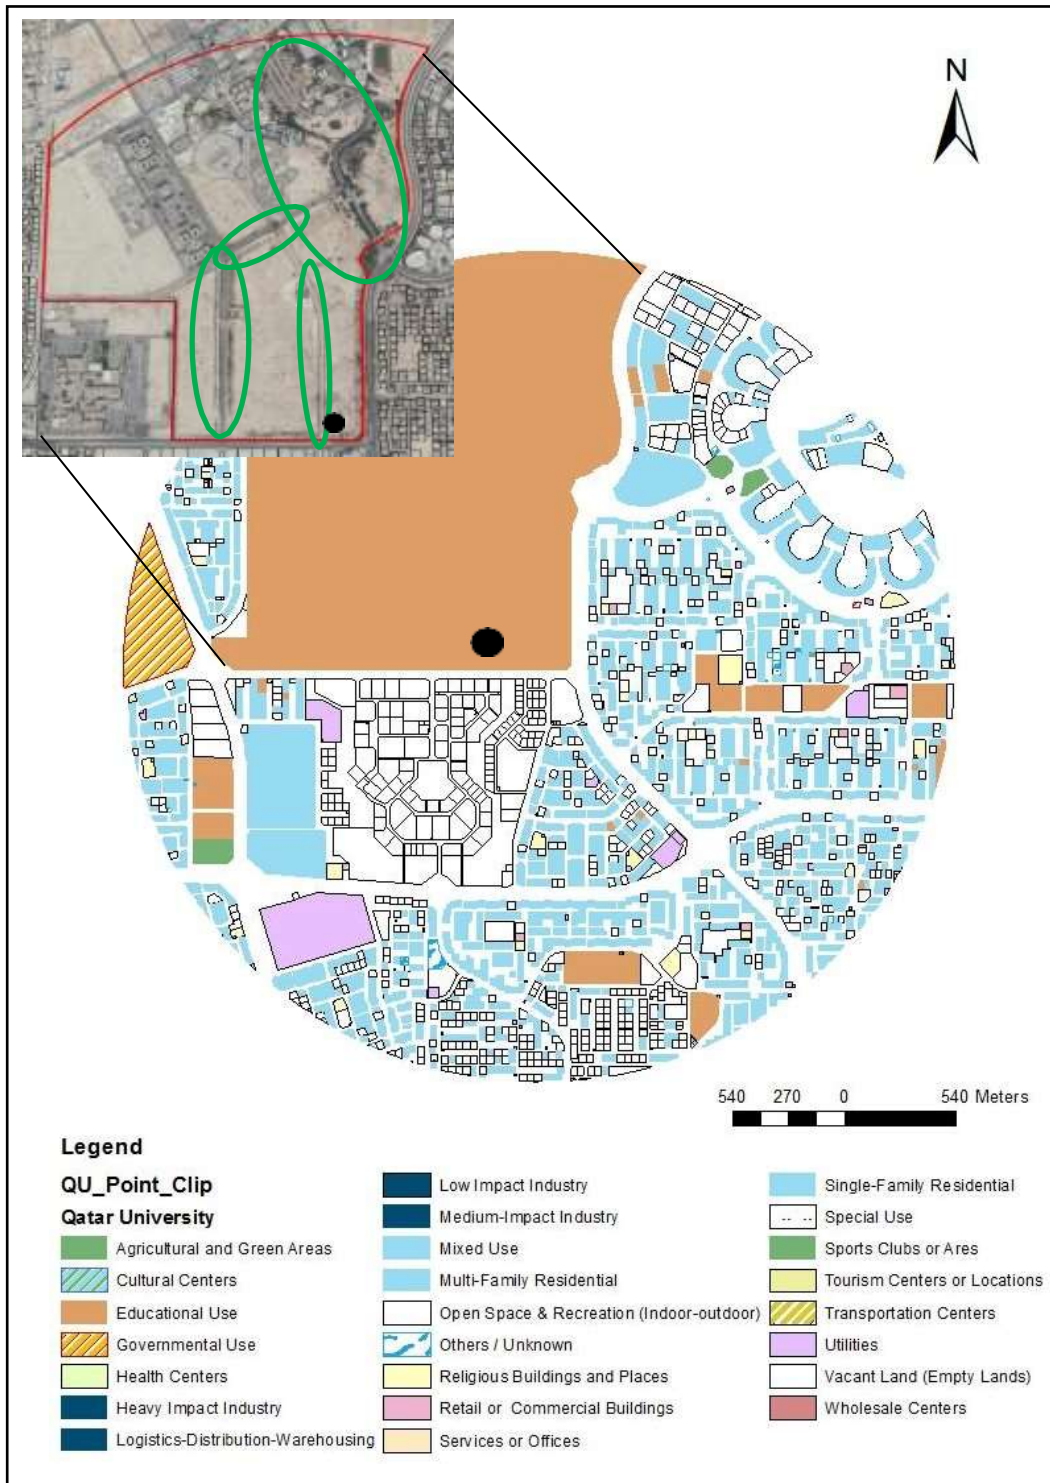 N
540 270 0 540 Meters
Legend
QU_Point_Clip
Qatar University
Agricultural and Green Areas
Cultural Centers
Educational Use
Governmental Use
Health Centers
Heavy Impact Industry
Logistics-Distribution-Warehousing
Low Impact Industry
Medium-Impact Industry
Mixed Use
Multi-Family Residential
Open Space & Recreation (Indoor-outdoor)
Others / Unknown
Religious Buildings and Places
Retail or Commercial Buildings
Services or Offices
Single-Family Residential
Special Use
Sports Clubs or Ares
Tourism Centers or Locations
Transportation Centers
Utilities
Vacant Land (Empty Lands)
Wholesale Centers